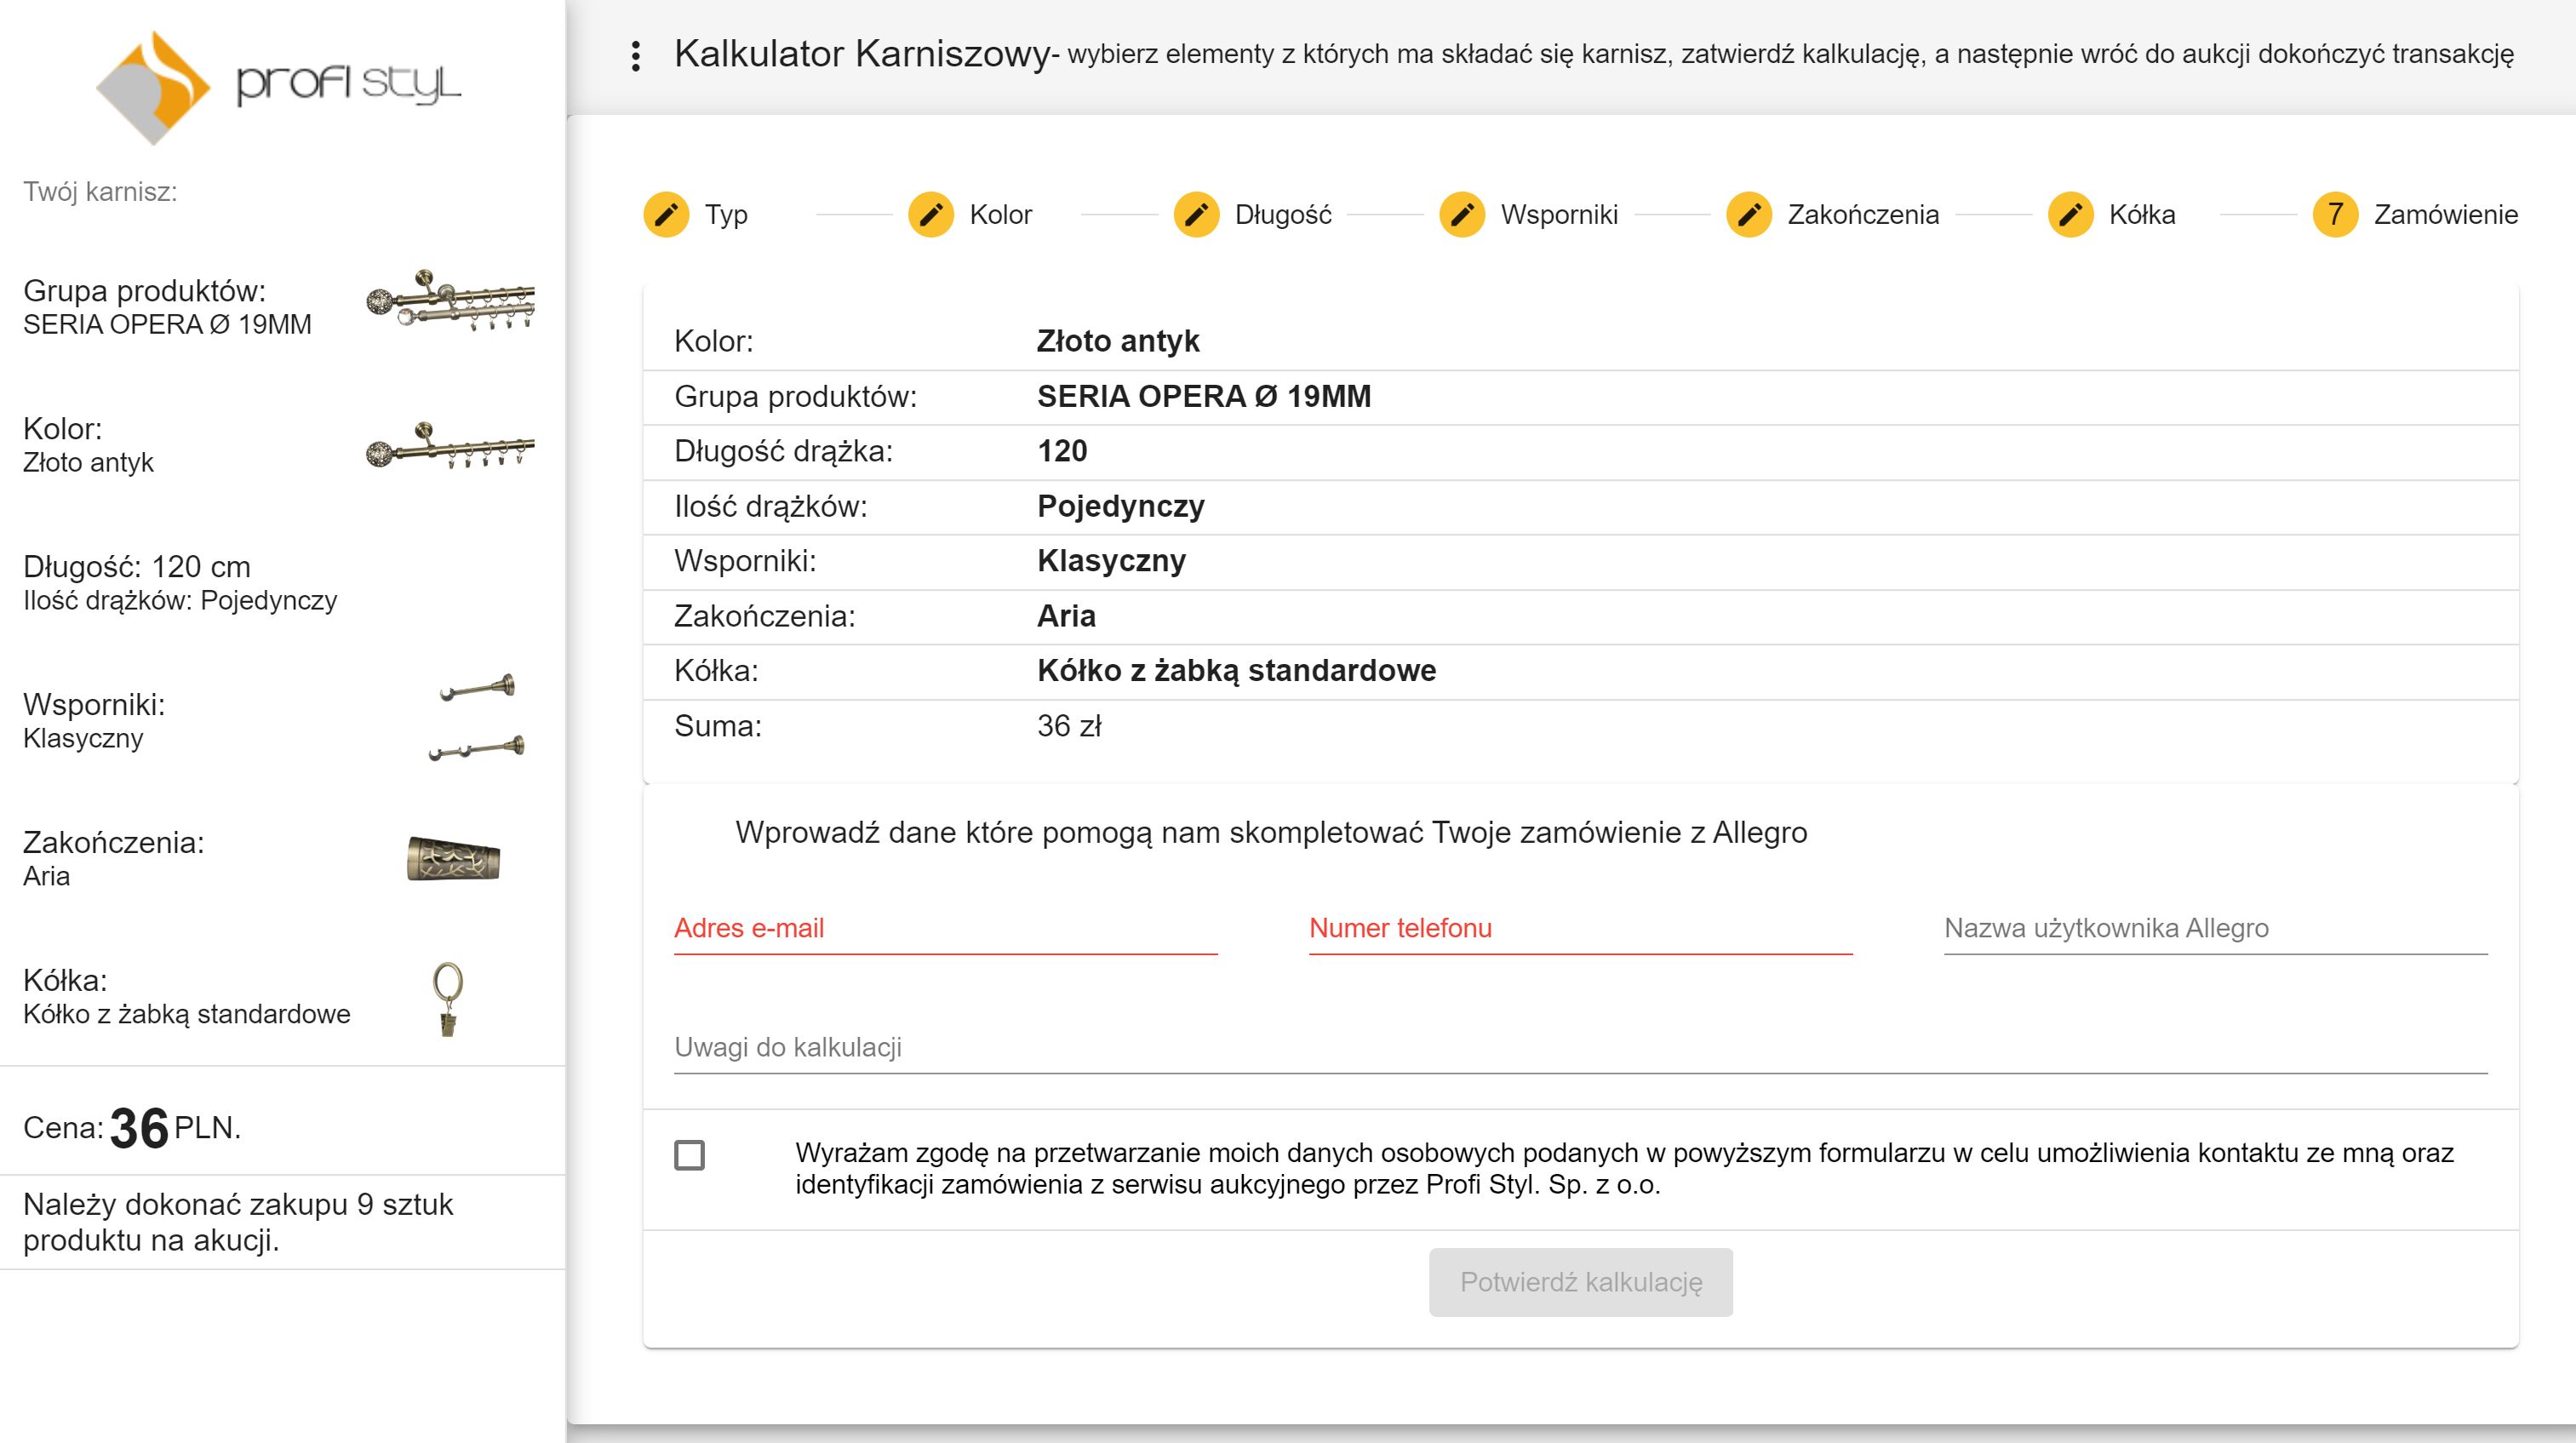 profi styl
Twój karnisz:
Grupa produktów:
SERIA OPERA Ø 19MM
Kolor:
Złoto antyk
Długość: 120 cm
Ilość drążków: Pojedynczy
Wsporniki:
Klasyczny
Zakończenia:
Aria
Kółka:
Kółko z żabką standardowe
Cena: 36 PLN.
Należy dokonać zakupu 9 sztuk
produktu na akucji.
Kalkulator Karniszowy- wybierz elementy z których ma składać się karnisz, zatwierdź kalkulację, a następnie wróć do aukcji dokończyć transakcję
Typ Kolor Długość Wsporniki Zakończenia Kółka 7 Zamówienie
Kolor: Złoto antyk
Grupa produktów: SERIA OPERA Ø 19MM
Długość drążka: 120
Ilość drążków: Pojedynczy
Wsporniki: Klasyczny
Zakończenia: Aria
Kółka: Kółko z żabką standardowe
Suma: 36 zł
Wprowadź dane które pomogą nam skompletować Twoje zamówienie z Allegro
Adres e-mail Numer telefonu Nazwa użytkownika Allegro
Uwagi do kalkulacji
Wyrażam zgodę na przetwarzanie moich danych osobowych podanych w powyższym formularzu w celu umożliwienia kontaktu ze mną oraz
identyfikacji zamówienia z serwisu aukcyjnego przez Profi Styl. Sp. z o.o.
Potwierdź kalkulację